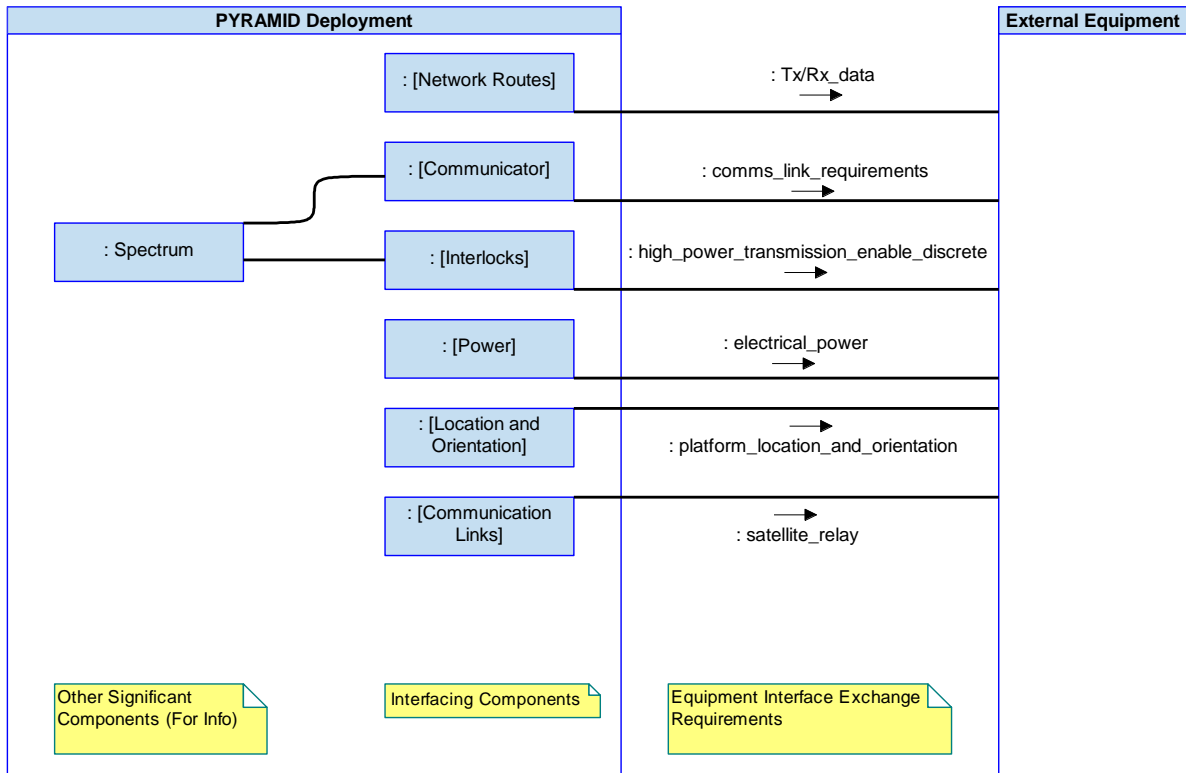 PYRAMID Deployment
External Equipment
: [Network Routes]
: Tx/Rx_data
: [Communicator]
: comms_link_requirements
: Spectrum
: [Interlocks]
: high_power_transmission_enable_discrete
: [Power]
: electrical_power
: [Location and
Orientation]
: platform_location_and_orientation
: [Communication
Links]
: satellite_relay
Other Significant
Components (For Info)
Interfacing Components
Equipment Interface Exchange
Requirements